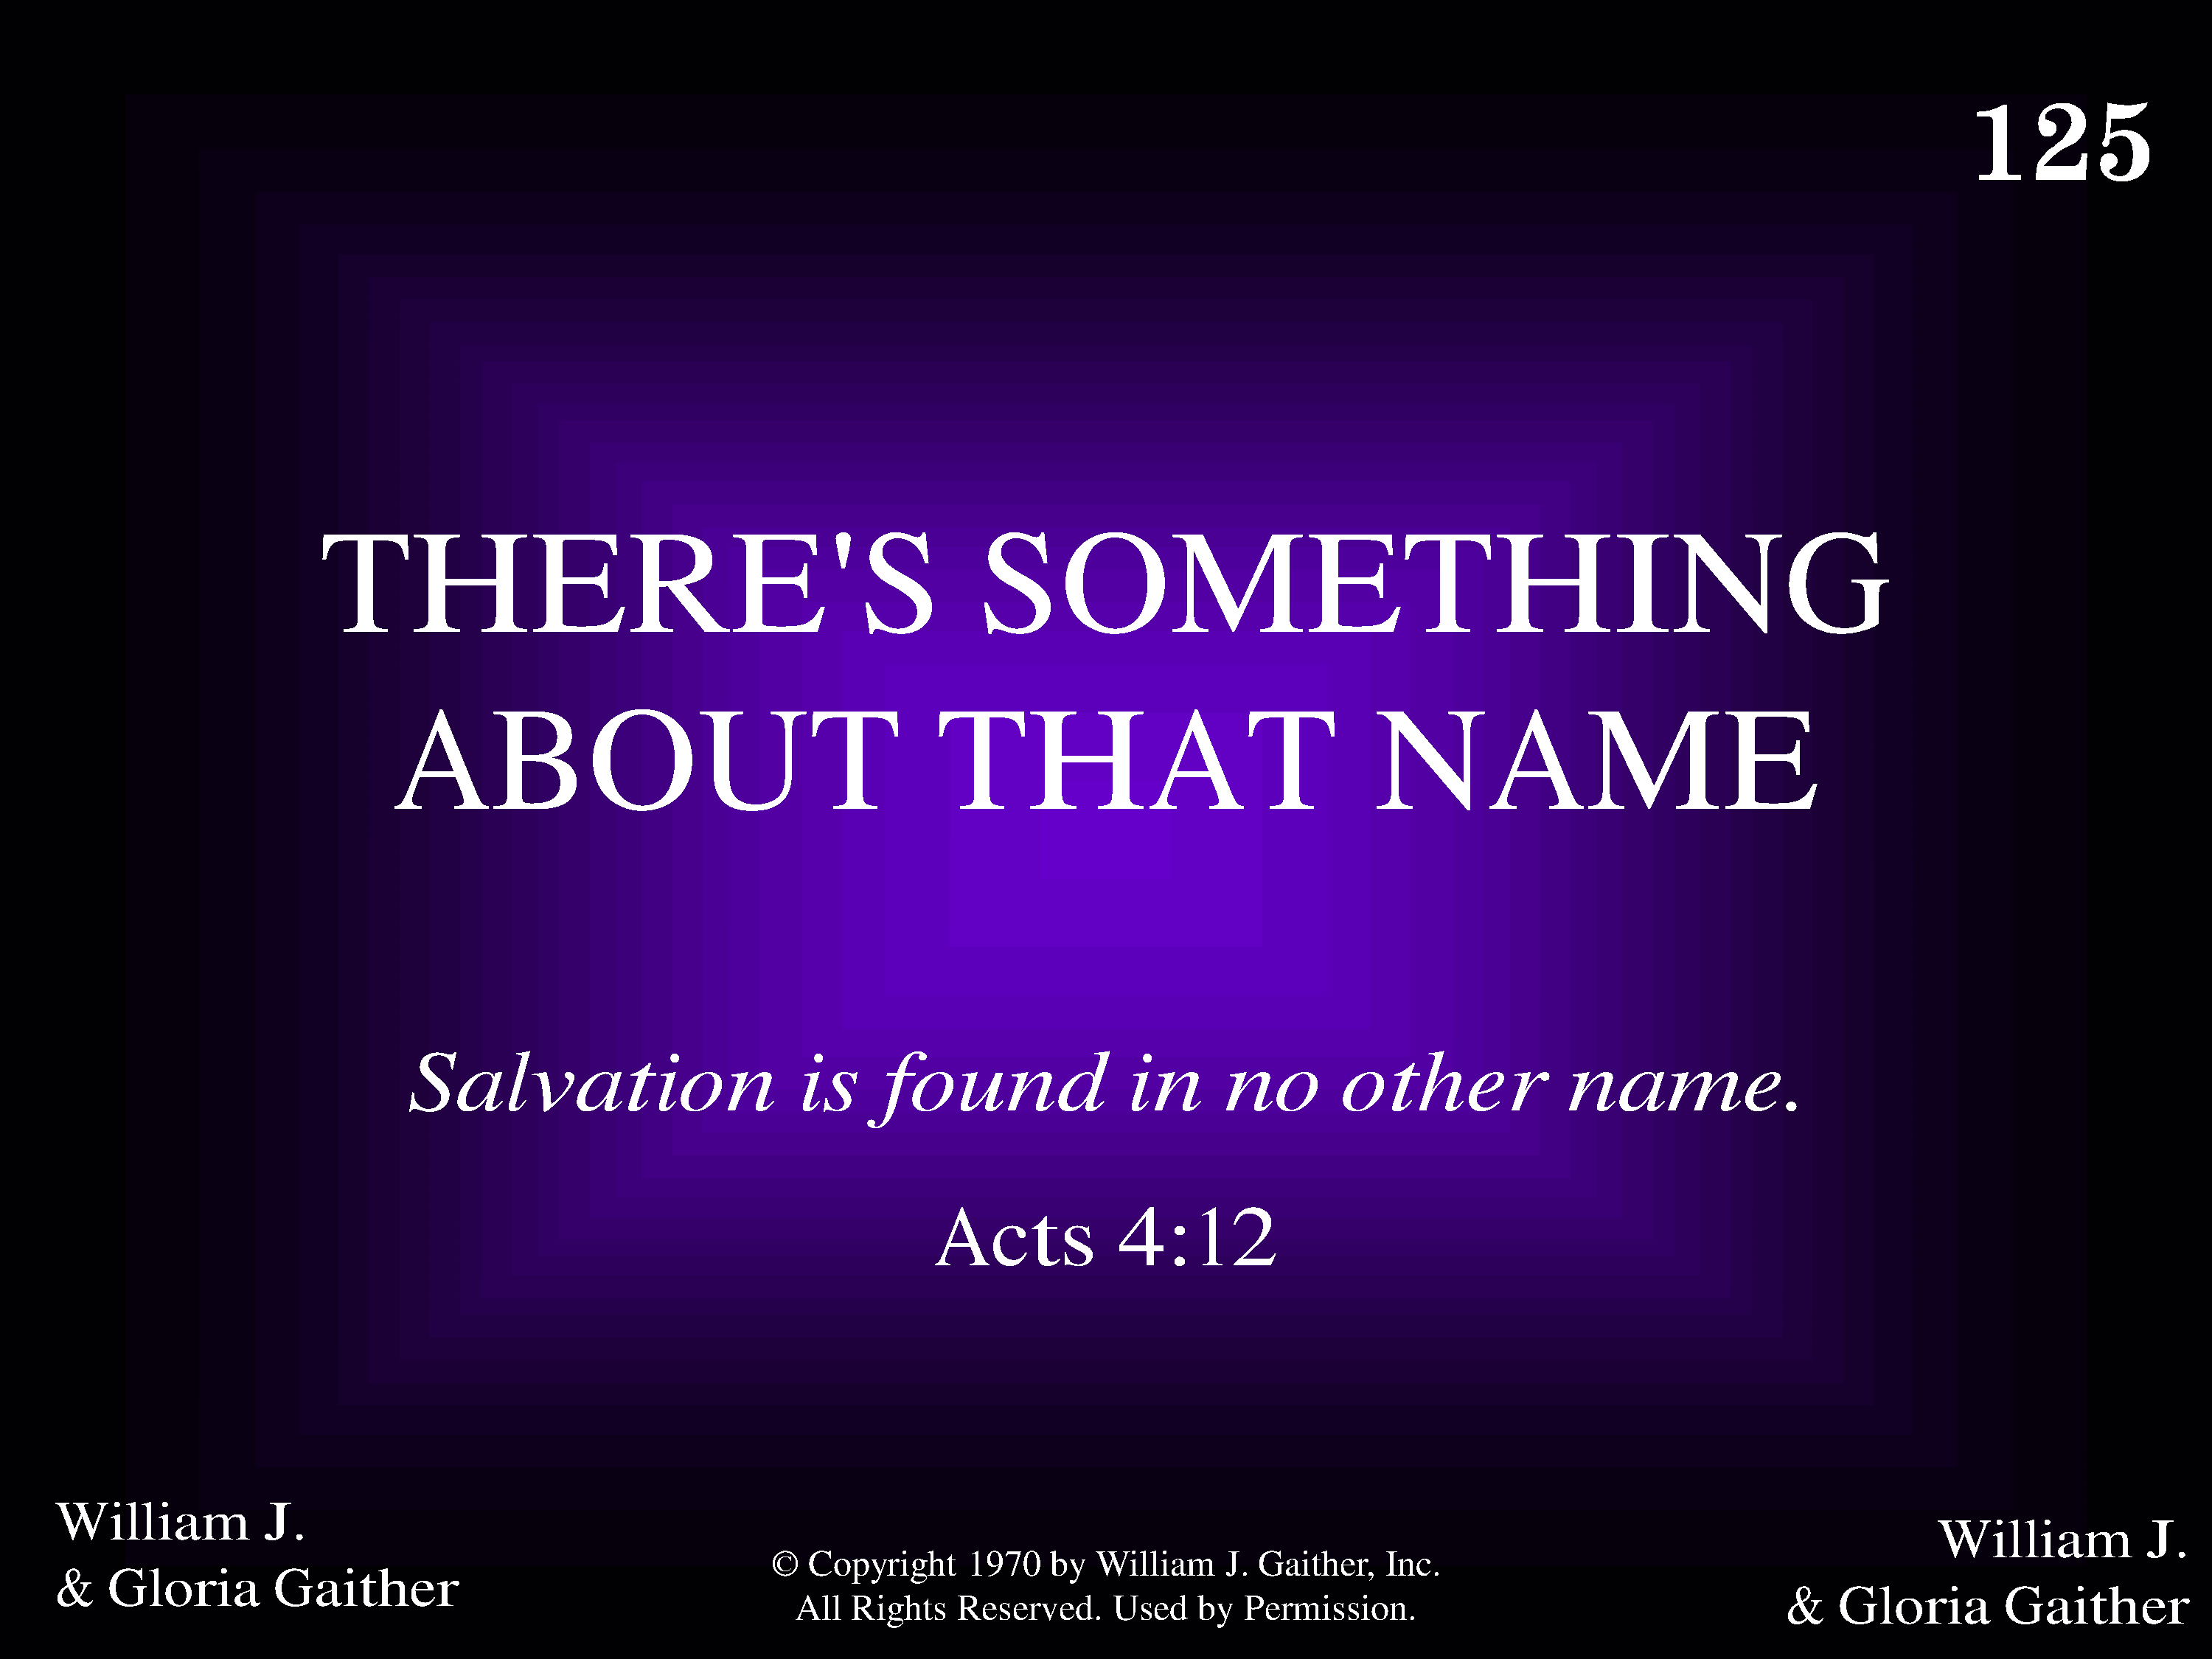 125
THERE'S SOMETHING
ABOUT THAT NAME
Salvation is found in no other name.
Acts 4:12
William J.
& Gloria Gaither
© Copyright 1970 by William J. Gaither, Inc.
All Rights Reserved. Used by Permission.
William J.
& Gloria Gaither